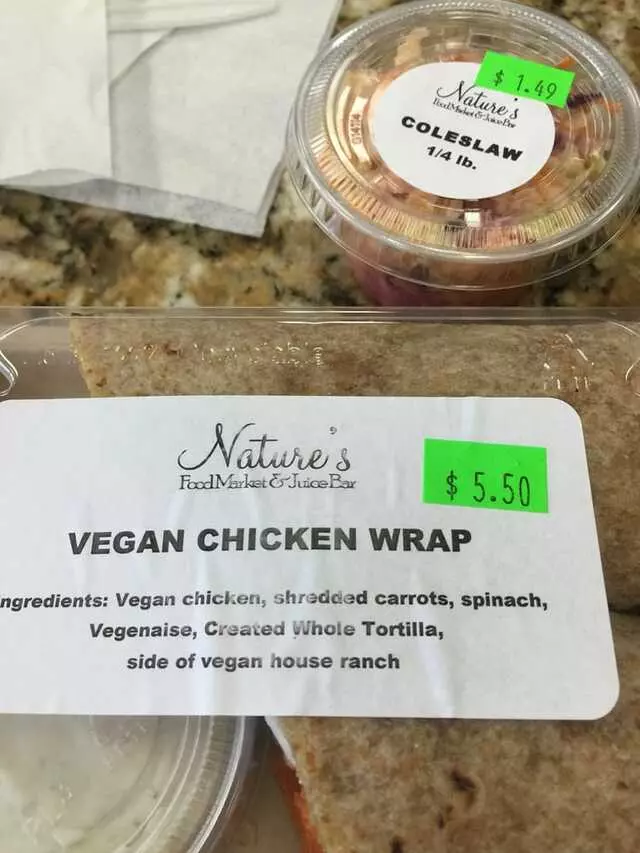 $ 1.49
Nature's
Food Market & Juice Bar
COLESLAW
1/4 lb.
Nature's
Food Market & Juice Bar
$ 5.50
VEGAN CHICKEN WRAP
ngredients: Vegan chicken, shredded carrots, spinach,
Vegenaise, Created Whole Tortilla,
side of vegan house ranch